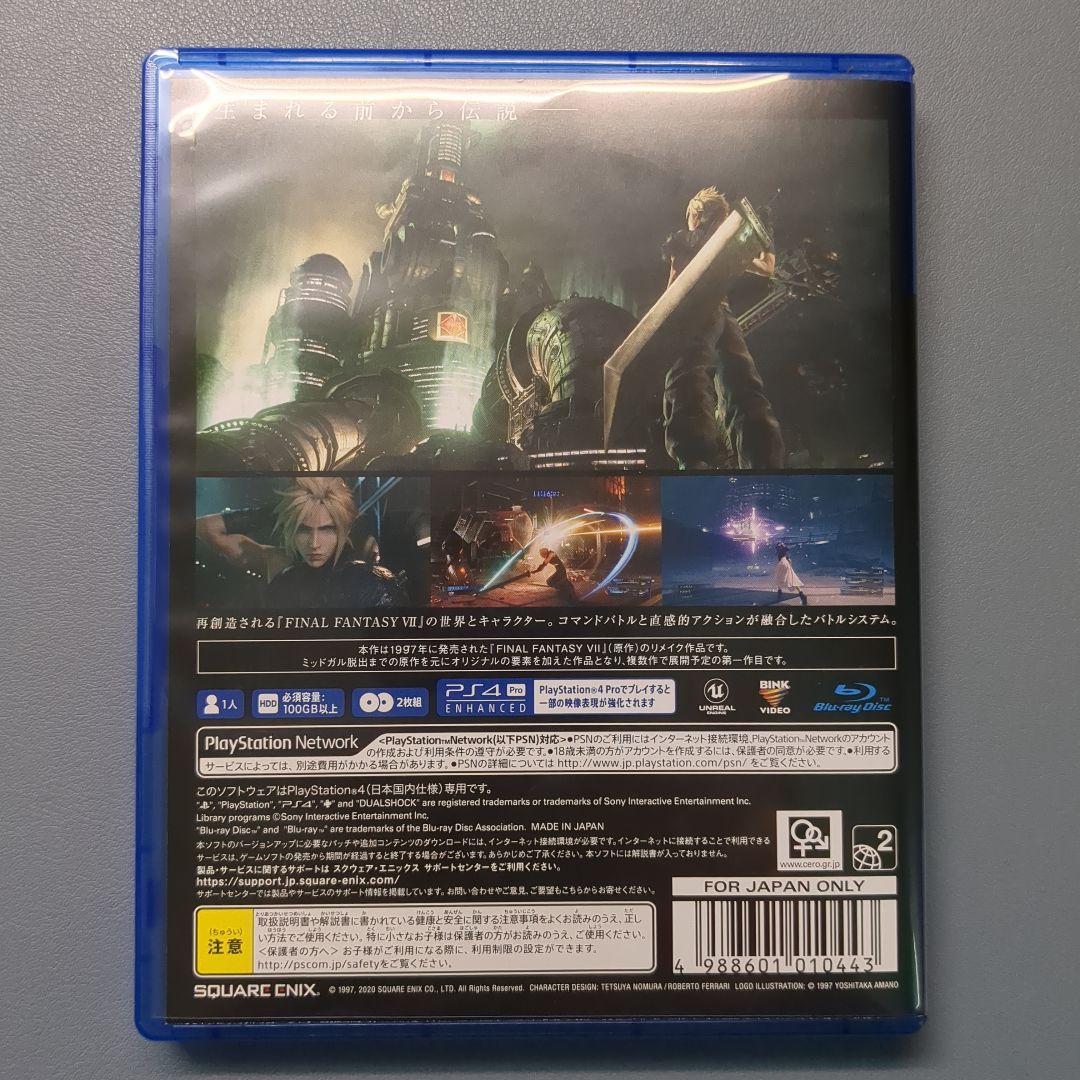 生まれる前から伝説——
再創造される『FINAL FANTASY VII』の世界とキャラクター。コマンドバトルと直感的アクションが融合したバトルシステム。
本作は1997年に発売された『FINAL FANTASY VII』(原作)のリメイク作品です。
ミッドガル脱出までの原作を元にオリジナルの要素を加えた作品となり、複数作で展開予定の第一作目です。
1人
HDD 必須容量:
100GB以上
2枚組
PS4 Pro
ENHANCED
PlayStation®4 Proでプレイすると
一部の映像表現が強化されます
UNREAL
ENGINE
BINK
VIDEO
Blu-ray Disc™
PlayStation Network <PlayStation™Network(以下PSN)対応>●PSNのご利用にはインターネット接続環境、PlayStation™Networkのアカウント
の作成および利用条件の遵守が必要です。●18歳未満の方がアカウントを作成するには、保護者の同意が必要です。●利用する
サービスによっては、別途費用がかかる場合があります。●PSNの詳細については http://www.jp.playstation.com/psn/ をご覧ください。
このソフトウェアはPlayStation®4(日本国内仕様)専用です。
"PlayStation", "PS4", and "DUALSHOCK" are registered trademarks or trademarks of Sony Interactive Entertainment Inc.
Library programs ©Sony Interactive Entertainment Inc.
"Blu-ray Disc™" and "Blu-ray™" are trademarks of the Blu-ray Disc Association. MADE IN JAPAN
本ソフトのバージョンアップに必要なパッチや追加コンテンツのダウンロードには、インターネット接続環境が必要です。インターネットに接続することで利用できる
サービスは、ゲームソフトの発売から期間が経過すると終了する場合がございます。あらかじめご了承ください。本ソフトには解説書が入っておりません。
製品・サービスに関するサポートは スクウェア・エニックス サポートセンターをご利用ください。
https://support.jp.square-enix.com/
サポートセンターでは製品やサービスのサポート情報を掲載しています。お問い合わせやご意見、ご要望もこちらからお寄せください。
www.cero.gr.jp
2
FOR JAPAN ONLY
4 988601 010443
(ちゅうい)
注意
取扱説明書や解説書に書かれている健康と安全に関する注意事項をよくお読みのうえ、正し
い方法でご使用ください。特に小さなお子様は保護者の方がお読みのうえ、ご使用ください。
<保護者の方へ> お子様がご利用になる際に、利用制限の設定ができます。
http://pscom.jp/safetyをご覧ください。
SQUARE ENIX. © 1997, 2020 SQUARE ENIX CO., LTD. All Rights Reserved. CHARACTER DESIGN: TETSUYA NOMURA / ROBERTO FERRARI LOGO ILLUSTRATION: © 1997 YOSHITAKA AMANO